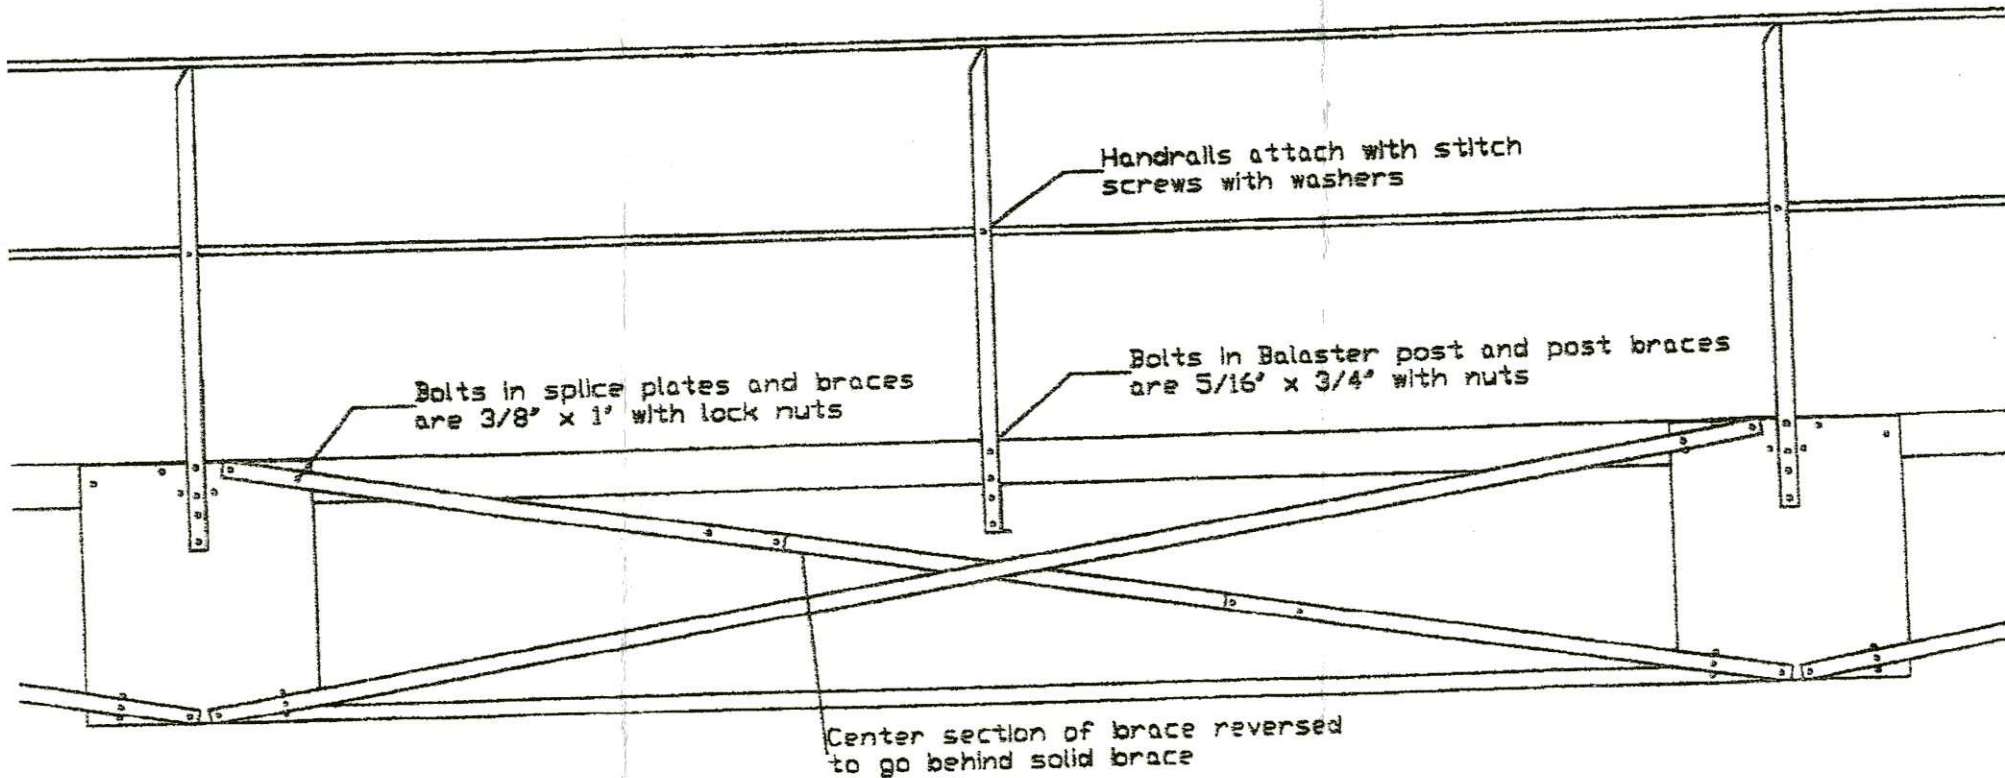 Handrails attach with stitch
screws with washers
Bolts in Balaster post and post braces
are 5/16" x 3/4" with nuts
Bolts in splice plates and braces
are 3/8" x 1" with lock nuts
Center section of brace reversed
to go behind solid brace